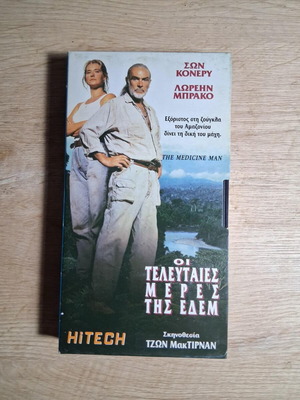 ΣΩΝ
ΚΟΝΕΡΥ
ΛΩΡΕΗΝ
ΜΠΡΑΚΟ
Εξόριστος στη ζούγκλα
του Αμαζονίου
δίνει τη δική του μάχη.
THE MEDICINE MAN
ΟΙ
ΤΕΛΕΥΤΑΙΕΣ
ΜΕΡΕΣ
ΤΗΣ ΕΔΕΜ
HiTECH
Σκηνοθεσία
ΤΖΩΝ ΜακΤΙΡΝΑΝ